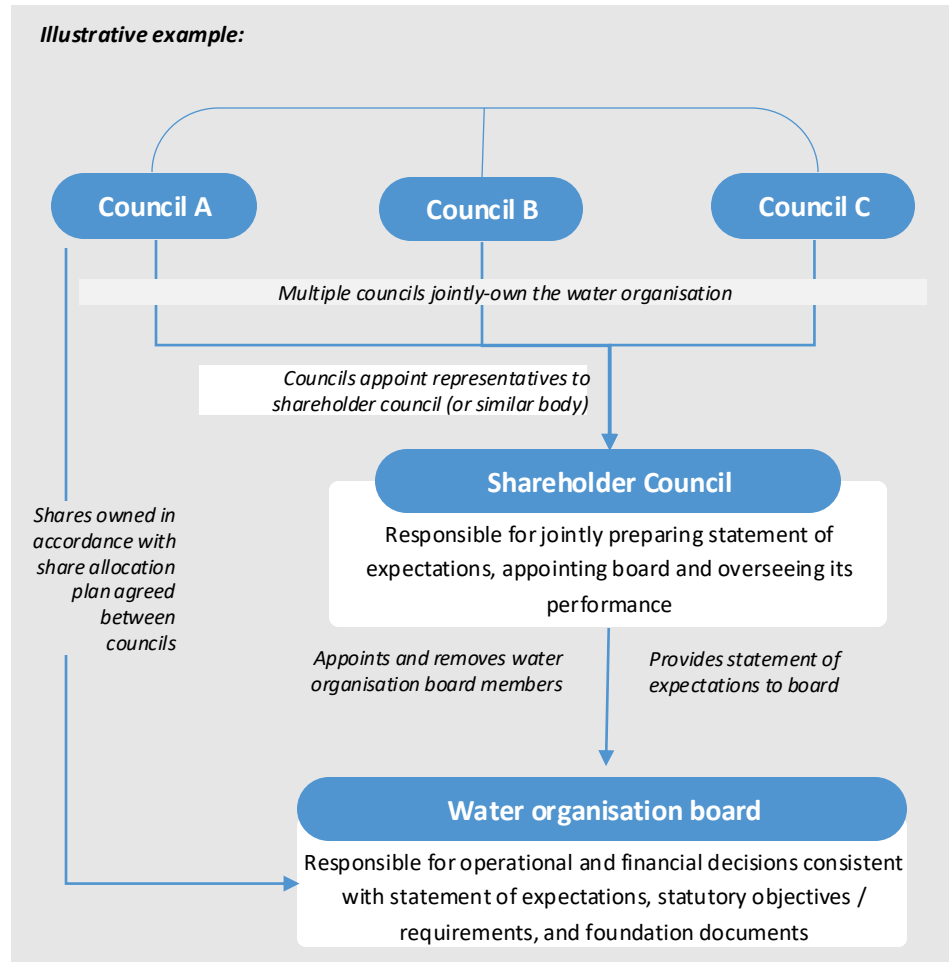 Illustrative example:
Council A
Council B
Council C
Multiple councils jointly-own the water organisation
Councils appoint representatives to
shareholder council (or similar body)
Shareholder Council
Responsible for jointly preparing statement of
expectations, appointing board and overseeing its
performance
Shares owned in
accordance with
share allocation
plan agreed
between
councils
Appoints and removes water
organisation board members
Provides statement of
expectations to board
Water organisation board
Responsible for operational and financial decisions consistent
with statement of expectations, statutory objectives /
requirements, and foundation documents